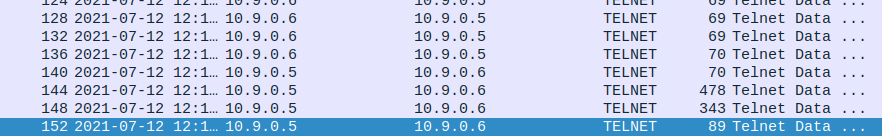 124 2021-07-12 12:1… 10.9.0.6 10.9.0.5 TELNET 69 Telnet Data ...
128 2021-07-12 12:1… 10.9.0.6 10.9.0.5 TELNET 69 Telnet Data ...
132 2021-07-12 12:1… 10.9.0.6 10.9.0.5 TELNET 69 Telnet Data ...
136 2021-07-12 12:1… 10.9.0.6 10.9.0.5 TELNET 70 Telnet Data ...
140 2021-07-12 12:1… 10.9.0.5 10.9.0.6 TELNET 70 Telnet Data ...
144 2021-07-12 12:1… 10.9.0.5 10.9.0.6 TELNET 478 Telnet Data ...
148 2021-07-12 12:1… 10.9.0.5 10.9.0.6 TELNET 343 Telnet Data ...
152 2021-07-12 12:1… 10.9.0.5 10.9.0.6 TELNET 89 Telnet Data ...